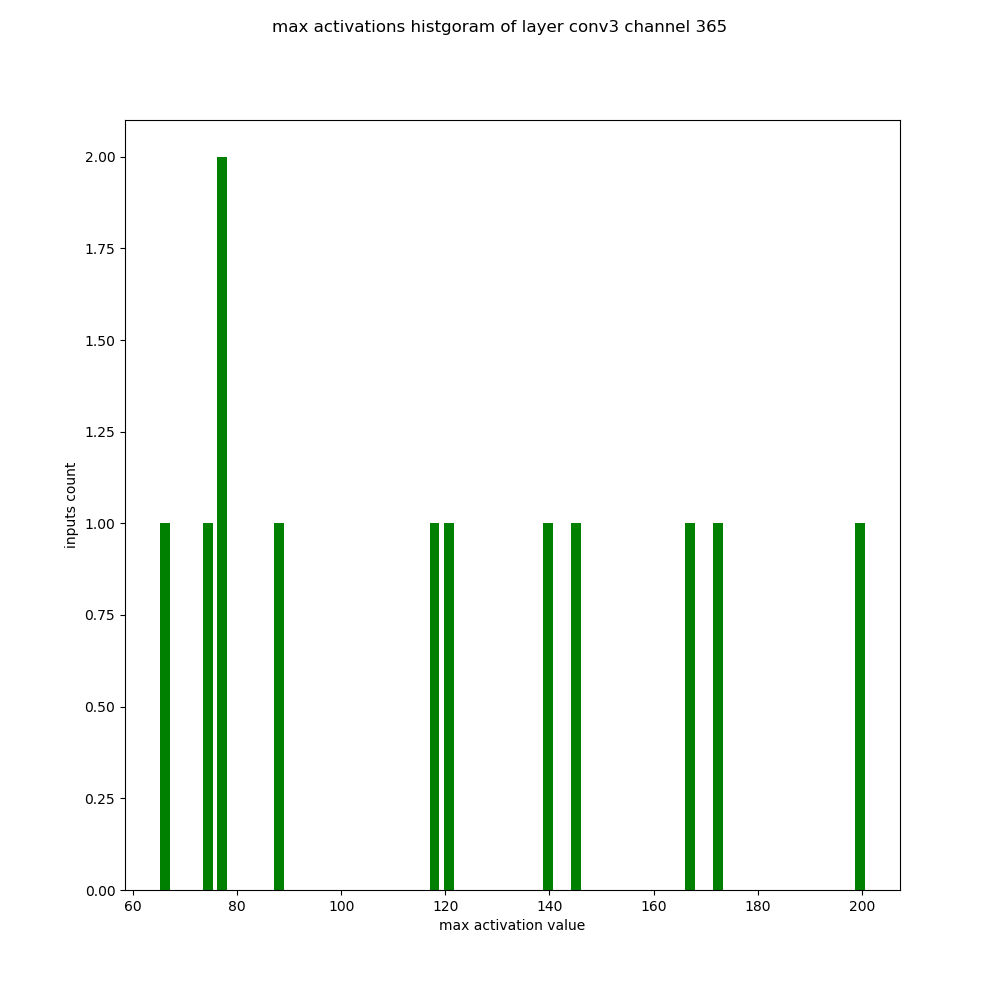 max activations histgoram of layer conv3 channel 365
2.00
1.75
1.50
1.25
1.00
0.75
0.50
0.25
0.00
inputs count
60 80 100 120 140 160 180 200
max activation value